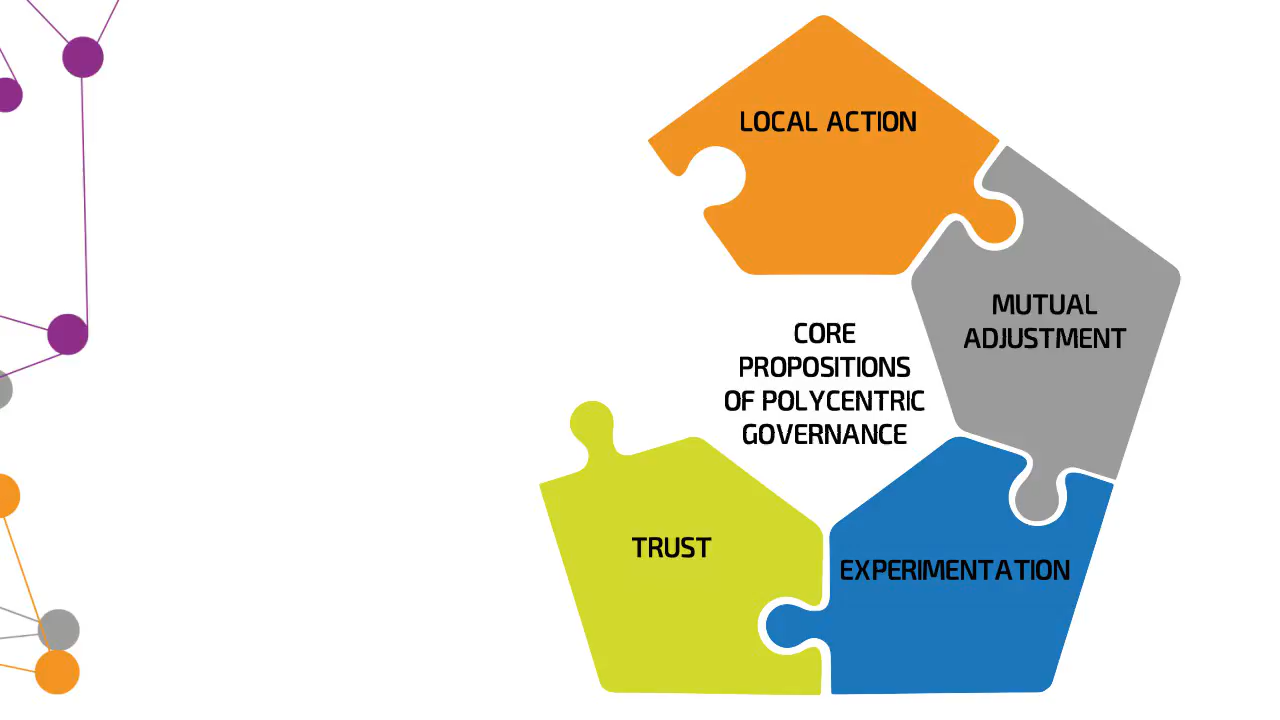 LOCAL ACTION
MUTUAL
ADJUSTMENT
CORE
PROPOSITIONS
OF POLYCENTRIC
GOVERNANCE
TRUST
EXPERIMENTATION